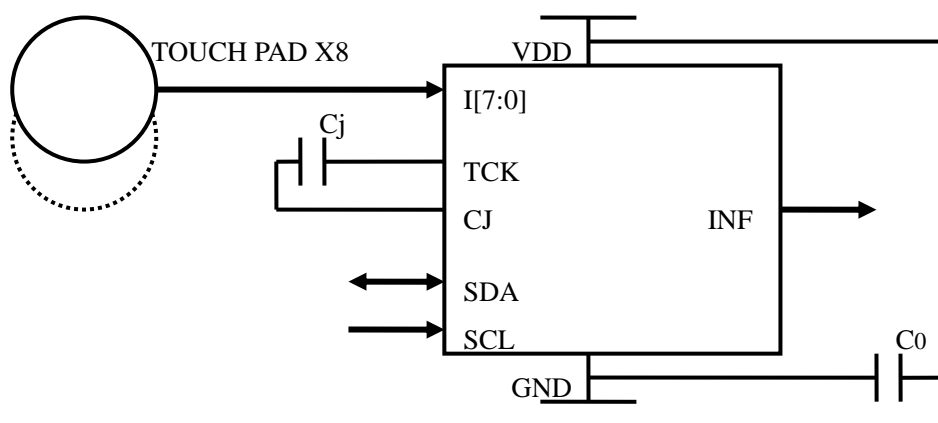 TOUCH PAD X8
VDD
I[7:0]
Cj
TCK
CJ
INF
SDA
SCL
C0
GND